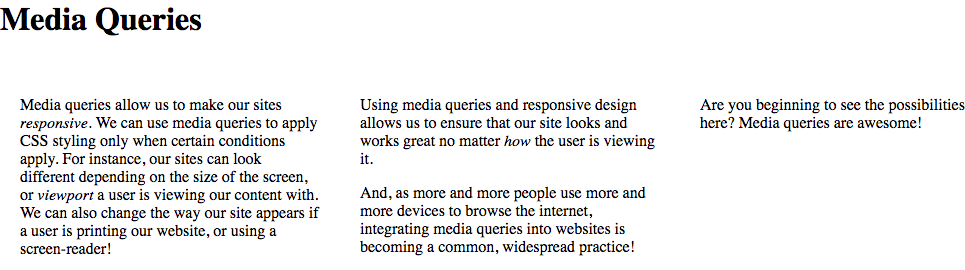 Media Queries
Media queries allow us to make our sites
responsive. We can use media queries to apply
CSS styling only when certain conditions
apply. For instance, our sites can look
different depending on the size of the screen,
or viewport a user is viewing our content with.
We can also change the way our site appears if
a user is printing our website, or using a
screen-reader!
Using media queries and responsive design
allows us to ensure that our site looks and
works great no matter how the user is viewing
it.
And, as more and more people use more and
more devices to browse the internet,
integrating media queries into websites is
becoming a common, widespread practice!
Are you beginning to see the possibilities
here? Media queries are awesome!